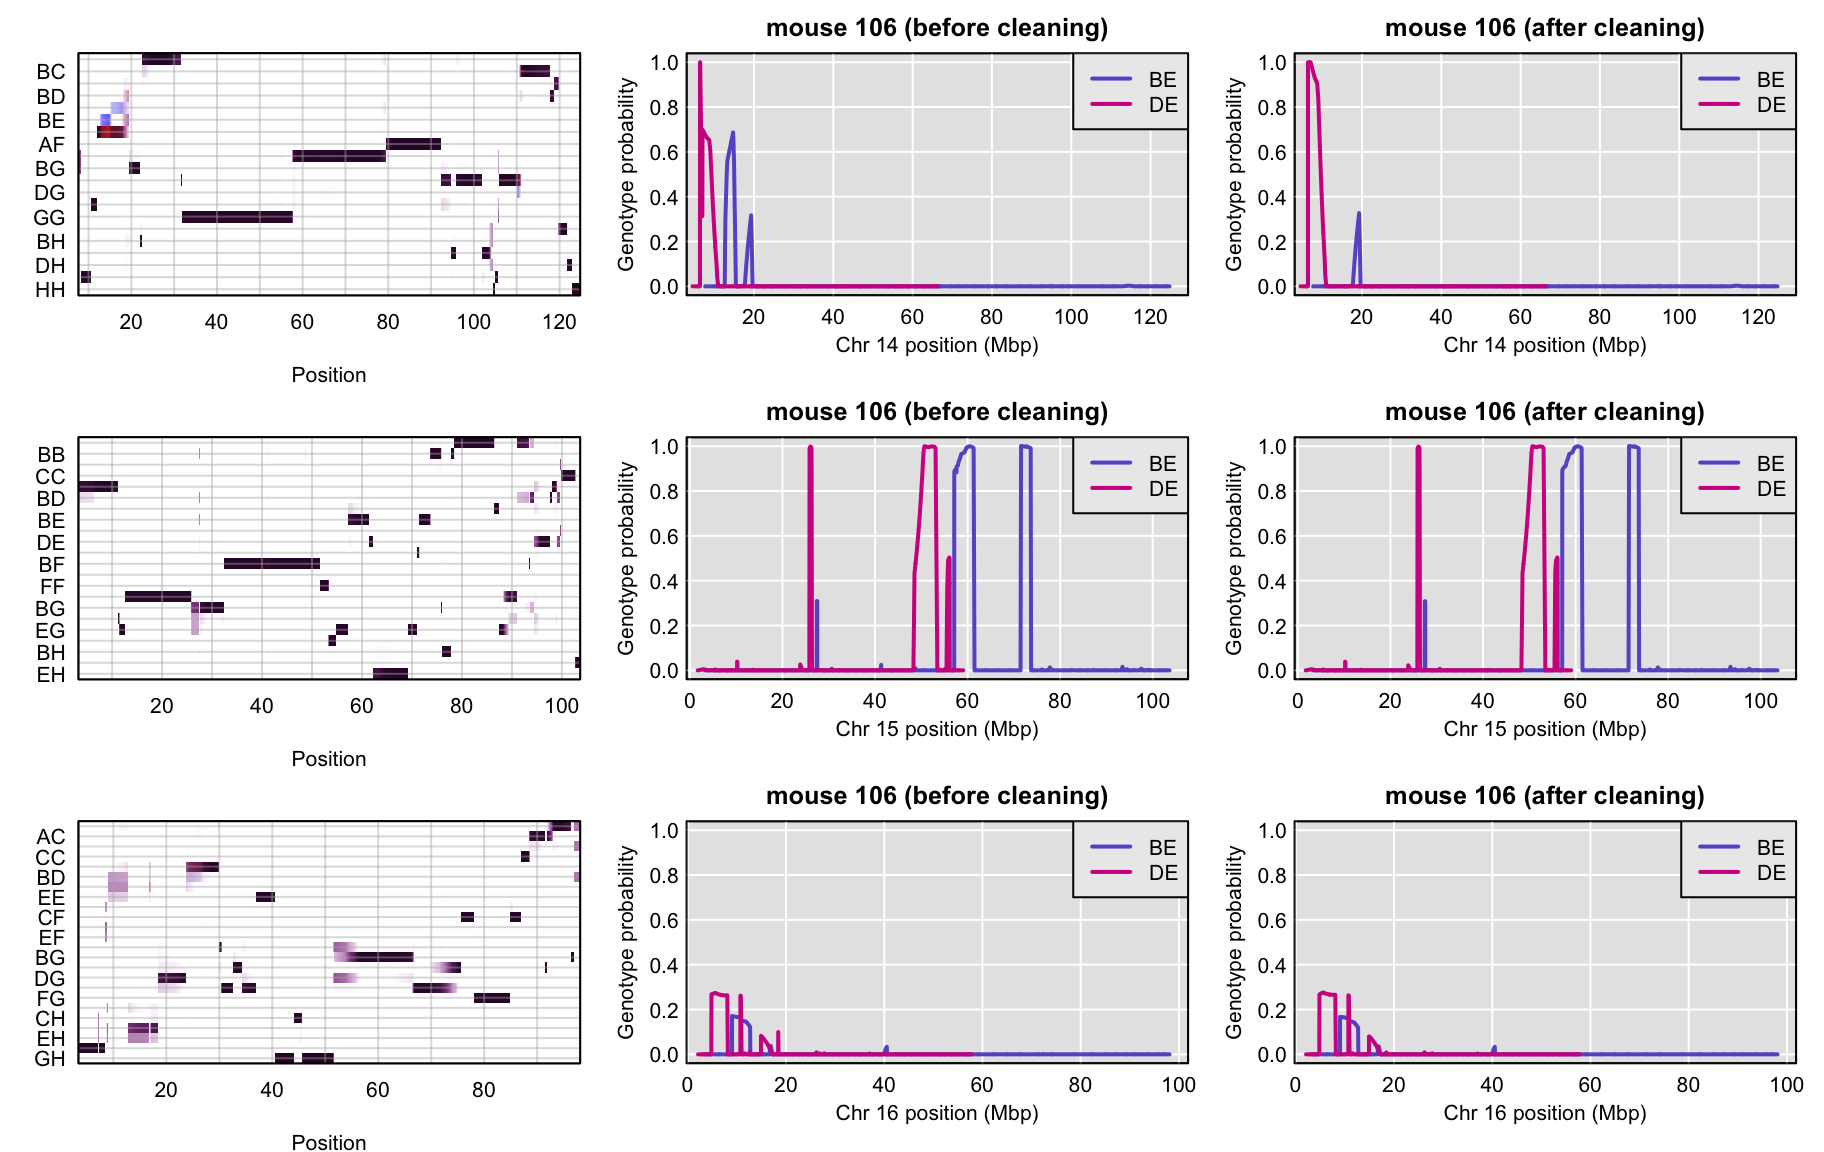 mouse 106 (before cleaning)
mouse 106 (after cleaning)
BC
BD
BE
AF
BG
DG
GG
BH
DH
HH
20 40 60 80 100 120
Position
Genotype probability
1.0
0.8
0.6
0.4
0.2
0.0
BE
DE
20 40 60 80 100 120
Chr 14 position (Mbp)
Genotype probability
1.0
0.8
0.6
0.4
0.2
0.0
BE
DE
20 40 60 80 100 120
Chr 14 position (Mbp)
mouse 106 (before cleaning)
mouse 106 (after cleaning)
BB
CC
BD
BE
DE
BF
FF
BG
EG
BH
EH
20 40 60 80 100
Position
Genotype probability
1.0
0.8
0.6
0.4
0.2
0.0
BE
DE
0 20 40 60 80 100
Chr 15 position (Mbp)
Genotype probability
1.0
0.8
0.6
0.4
0.2
0.0
BE
DE
0 20 40 60 80 100
Chr 15 position (Mbp)
mouse 106 (before cleaning)
mouse 106 (after cleaning)
AC
CC
BD
EE
CF
EF
BG
DG
FG
CH
EH
GH
20 40 60 80
Position
Genotype probability
1.0
0.8
0.6
0.4
0.2
0.0
BE
DE
0 20 40 60 80 100
Chr 16 position (Mbp)
Genotype probability
1.0
0.8
0.6
0.4
0.2
0.0
BE
DE
0 20 40 60 80 100
Chr 16 position (Mbp)